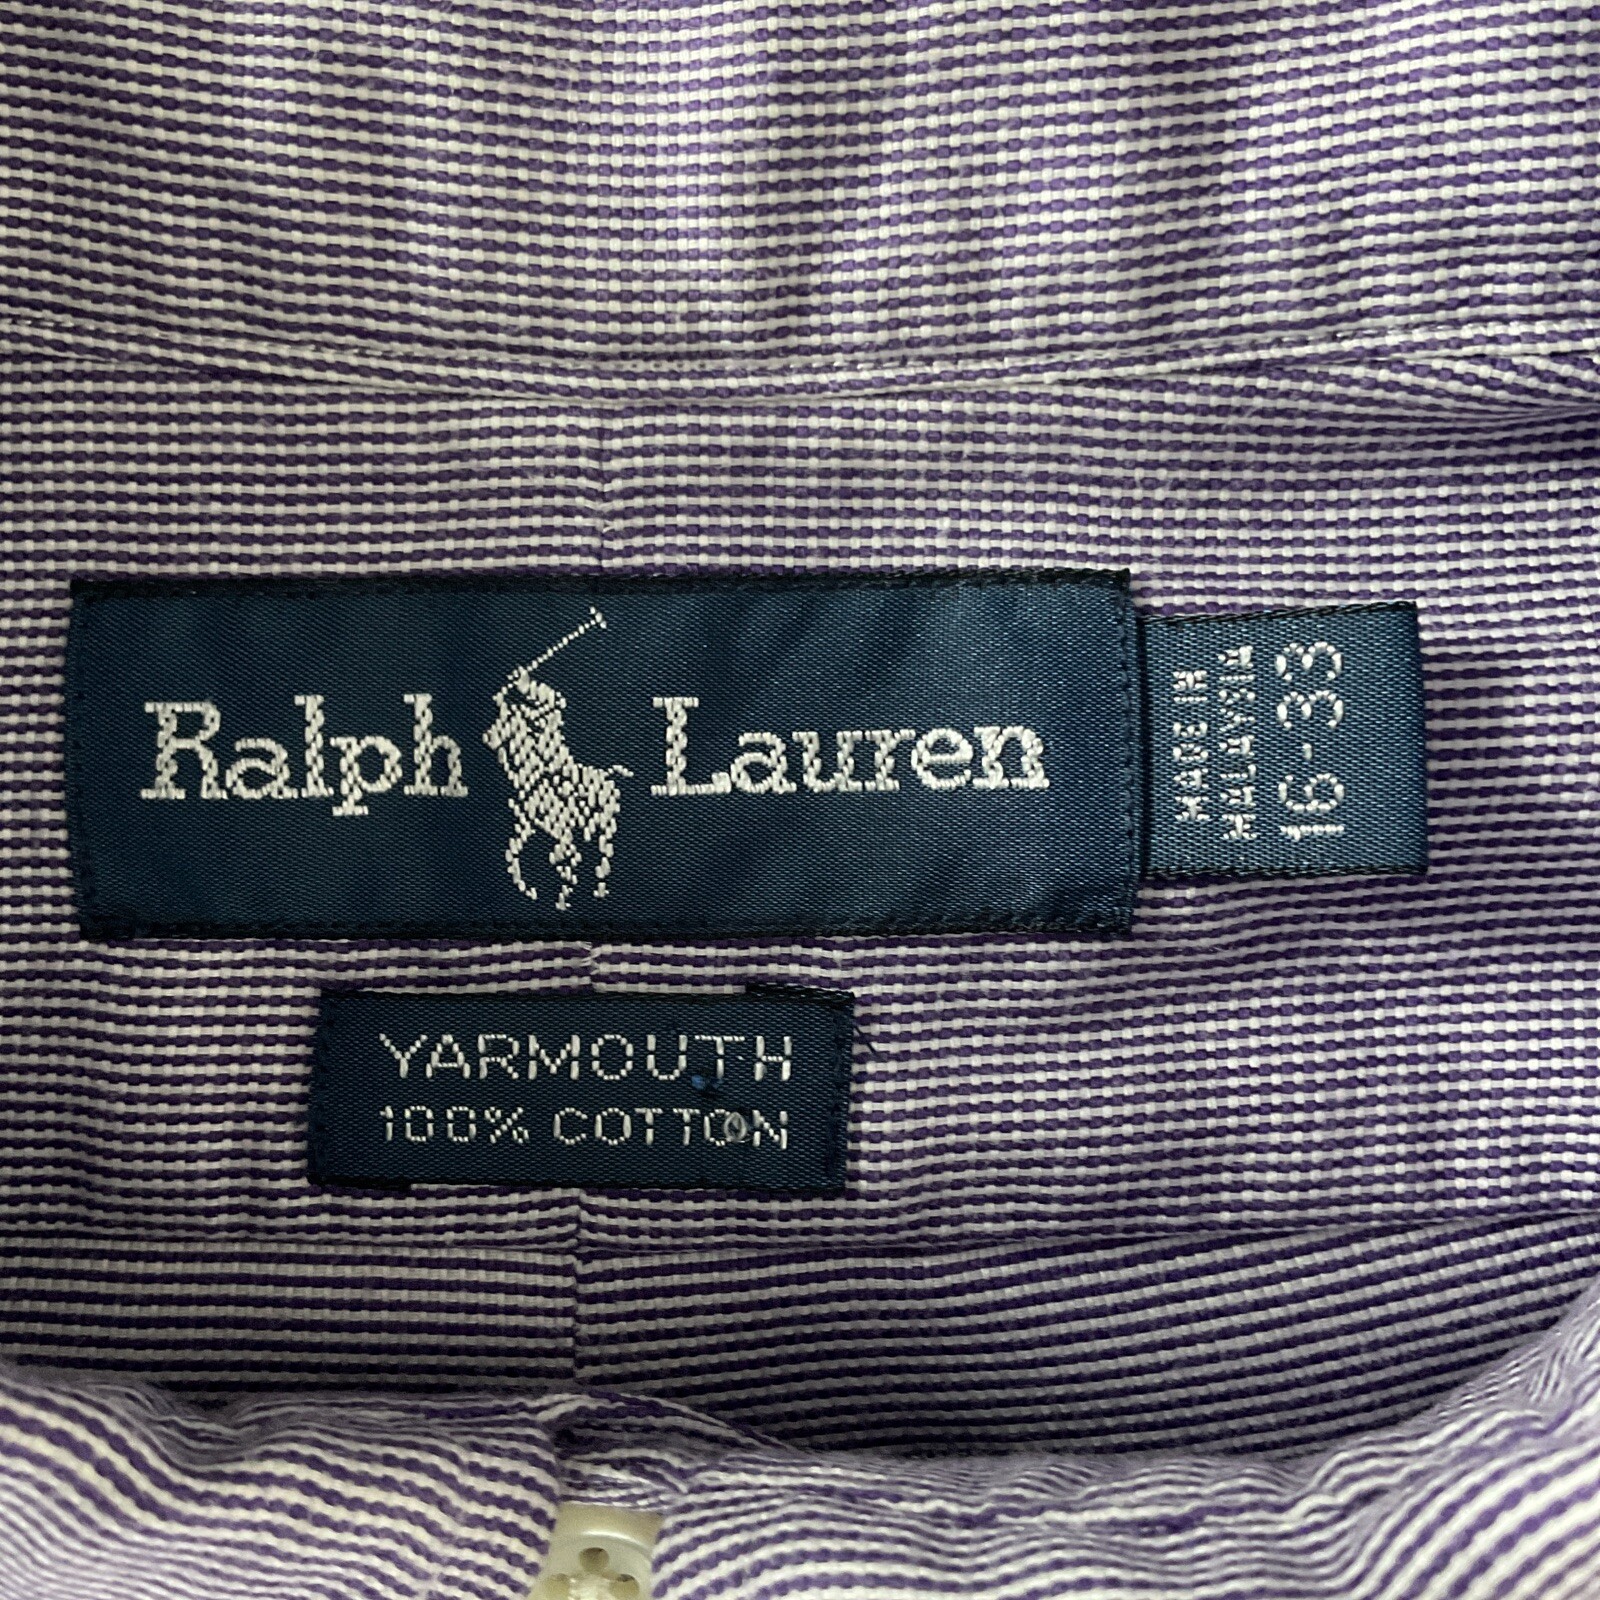 Ralph Lauren
MADE IN
MALAYSIA
16-33
YARMOUTH
100% COTTON